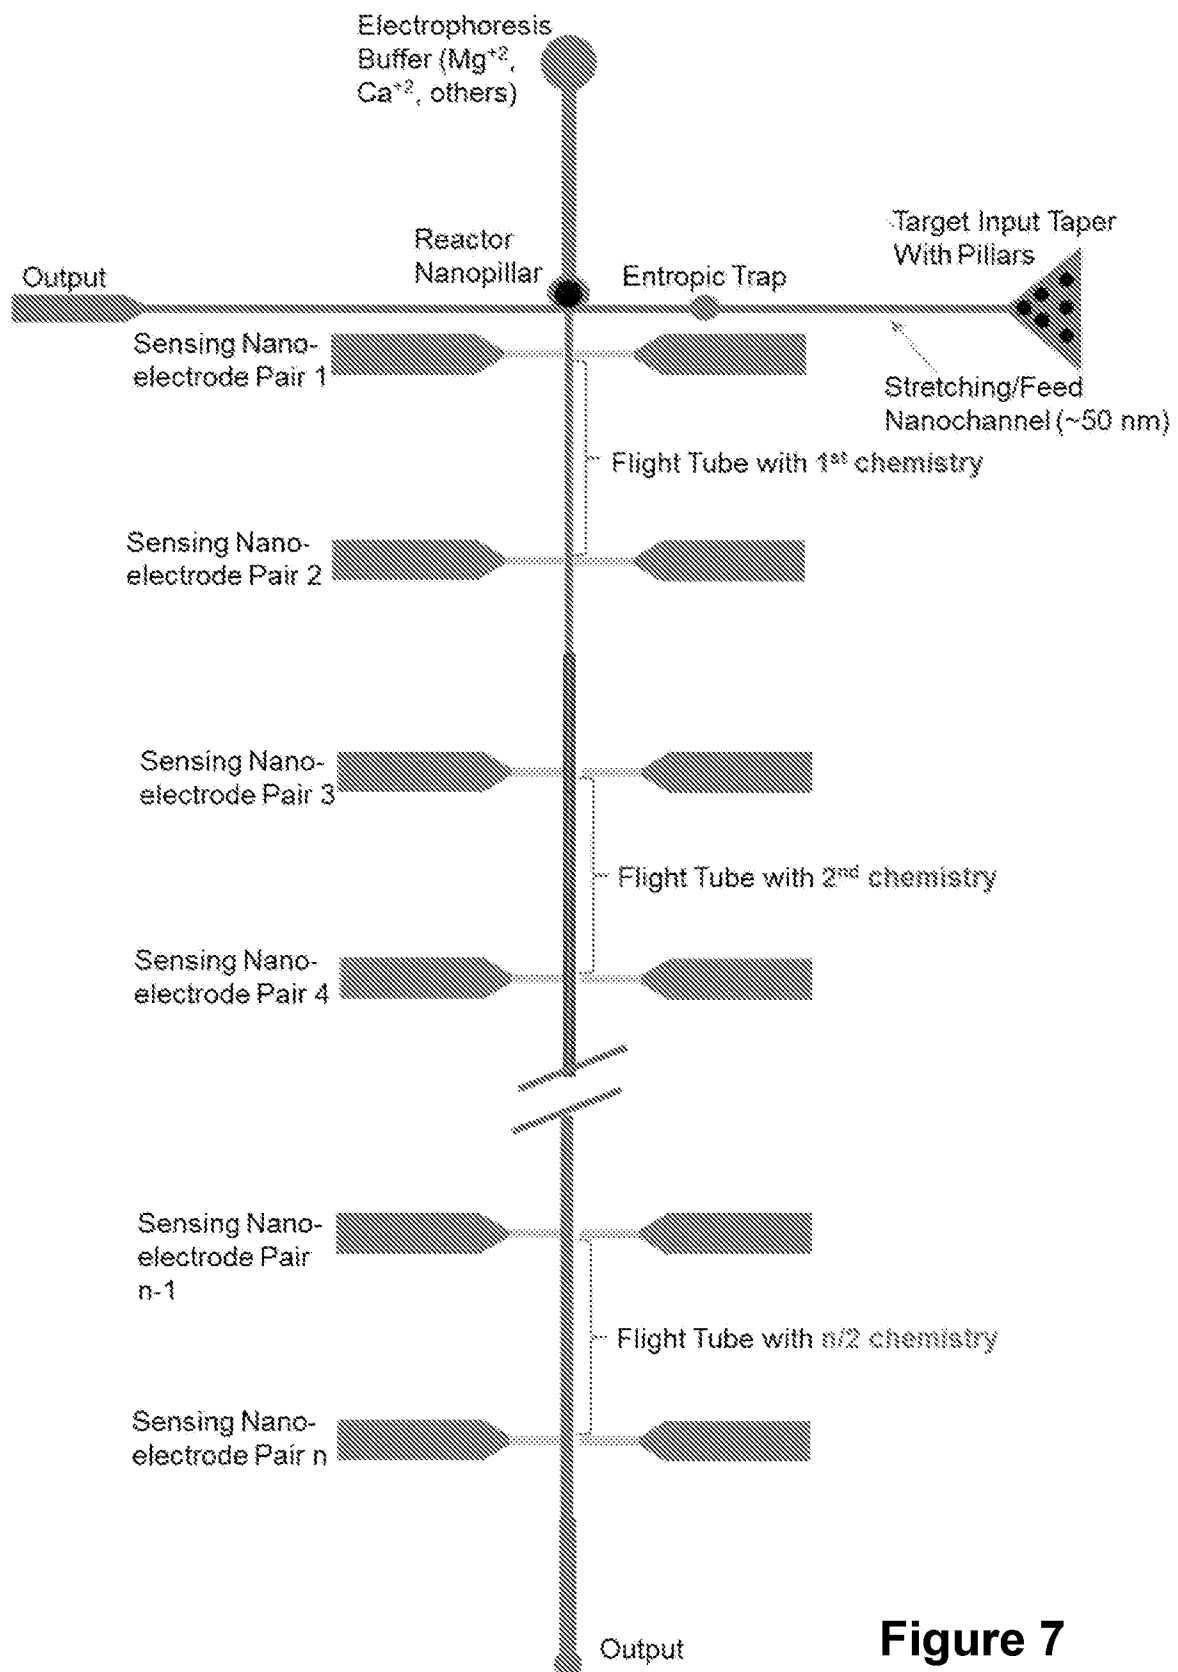 Electrophoresis
Buffer (Mg+2,
Ca+2, others)
Target Input Taper
With Pillars
Reactor
Nanopillar
Entropic Trap
Output
Sensing Nano-
electrode Pair 1
Stretching/Feed
Nanochannel (~50 nm)
Flight Tube with 1st chemistry
Sensing Nano-
electrode Pair 2
Sensing Nano-
electrode Pair 3
Flight Tube with 2nd chemistry
Sensing Nano-
electrode Pair 4
Sensing Nano-
electrode Pair
n-1
Flight Tube with n/2 chemistry
Sensing Nano-
electrode Pair n
Output
Figure 7